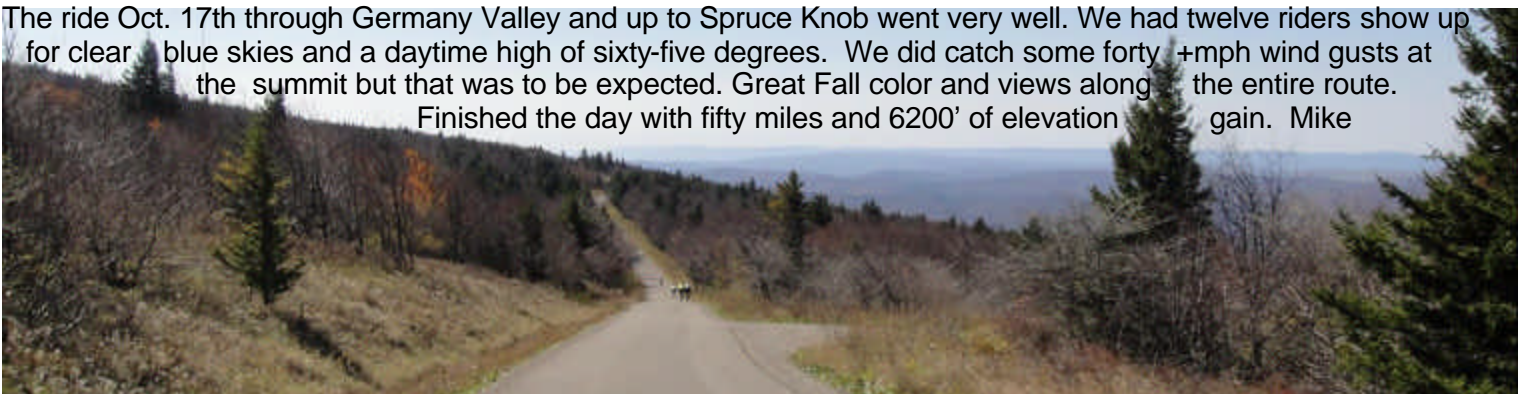 The ride Oct. 17th through Germany Valley and up to Spruce Knob went very well. We had twelve riders show up
for clear blue skies and a daytime high of sixty-five degrees. We did catch some forty +mph wind gusts at
the summit but that was to be expected. Great Fall color and views along the entire route.
Finished the day with fifty miles and 6200’ of elevation gain. Mike